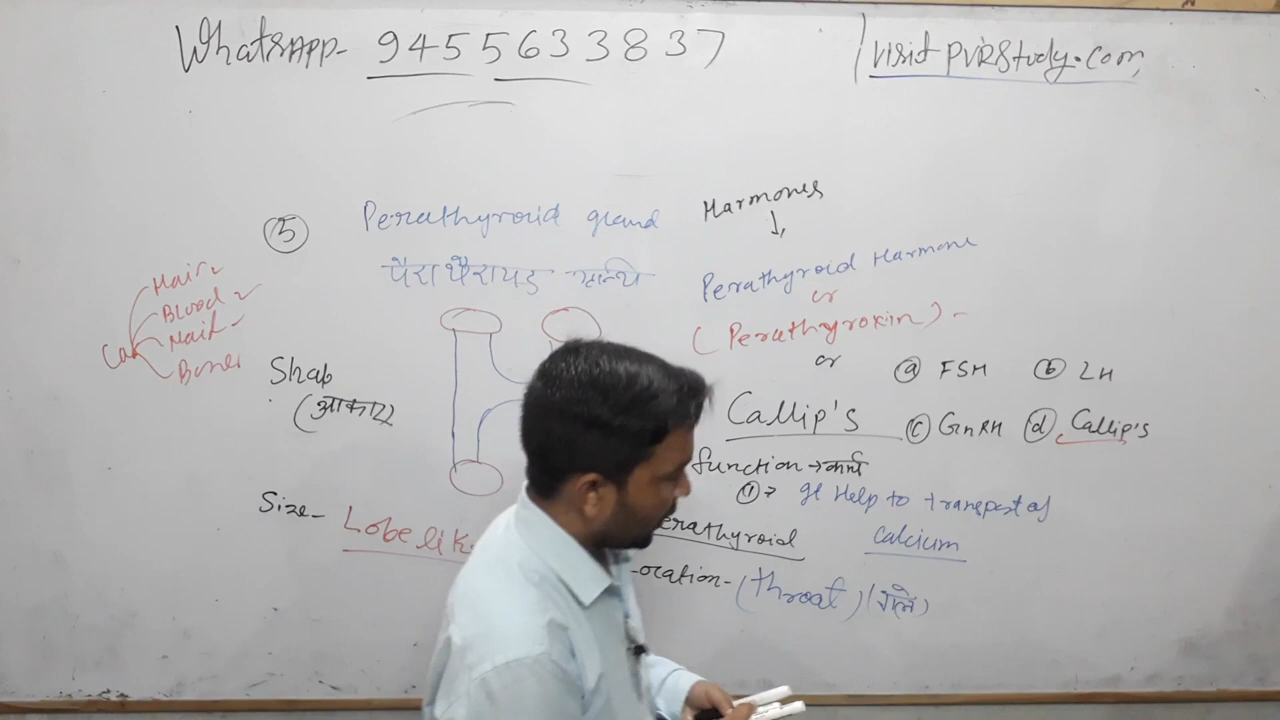 WhatsAPP- 9455633837
Visit PVRStudy.com
⑤ Perathyroid gland
पैराथैरायड ग्रन्थि
Harmones
↓
Perathyroid Harmone
or
(Perathyroxin) -
or
Callip's
ⓐ FSH ⓑ LH
ⓒ GnRH ⓓ Callip's
Hair
Blood
Nail
Bones
Shap
(आकार)
Size- Lobe lik
function → कार्य
① → It Help to transport of
calcium
erathyroid
ocation- (throat) (गले)